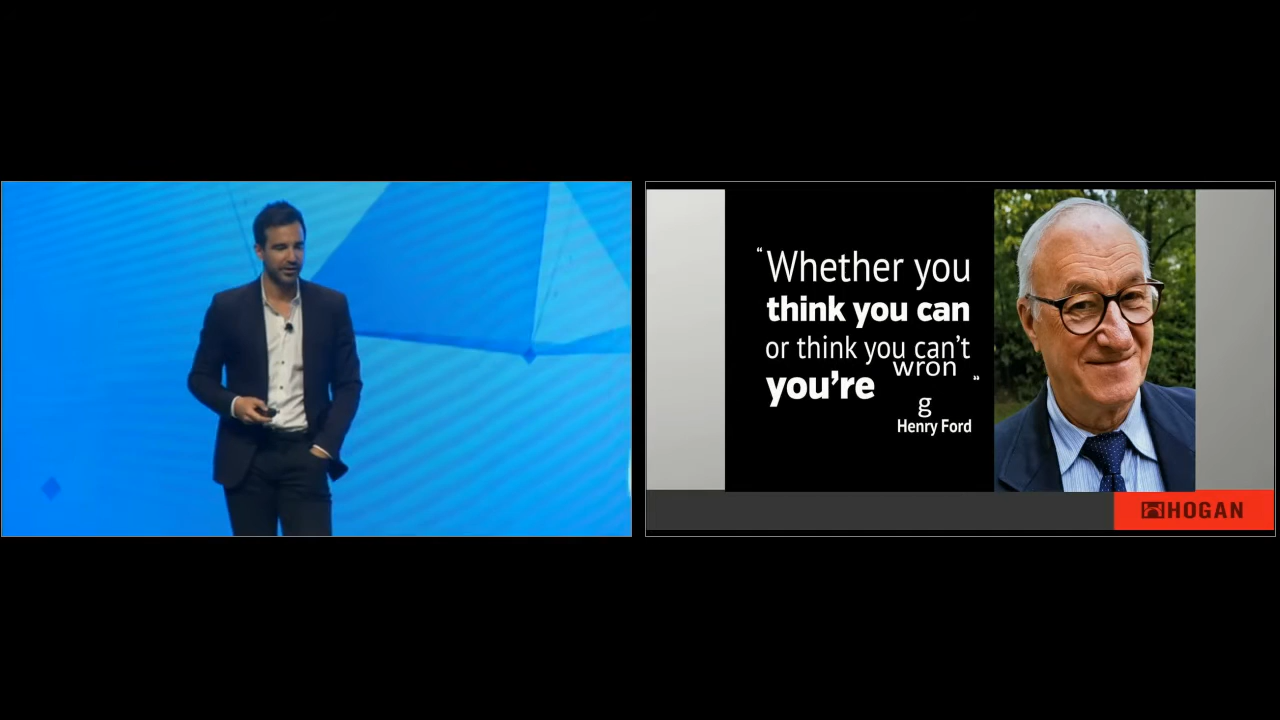 “Whether you
think you can
or think you can’t
you’re wron ”
g
Henry Ford
HOGAN